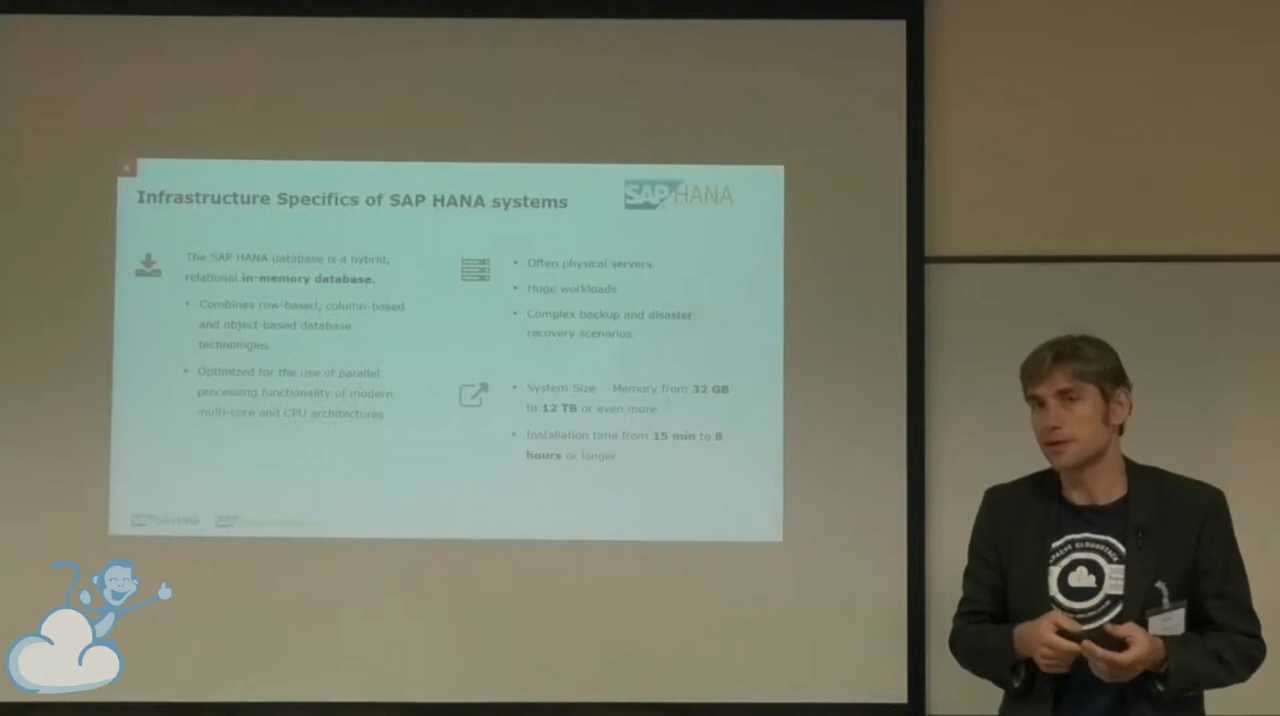 Infrastructure Specifics of SAP HANA systems
SAP HANA
The SAP HANA database is a hybrid,
relational in-memory database.
• Combines row-based, column-based
and object-based database
technologies
• Optimized for the use of parallel
processing functionality of modern
multi-core and CPU architectures
• Often physical servers
• Huge workloads
• Complex backup and disaster
recovery scenarios
• System Size Memory from 32 GB
to 12 TB or even more
• Installation time from 15 min to 8
hours or longer
APACHE CLOUDSTACK